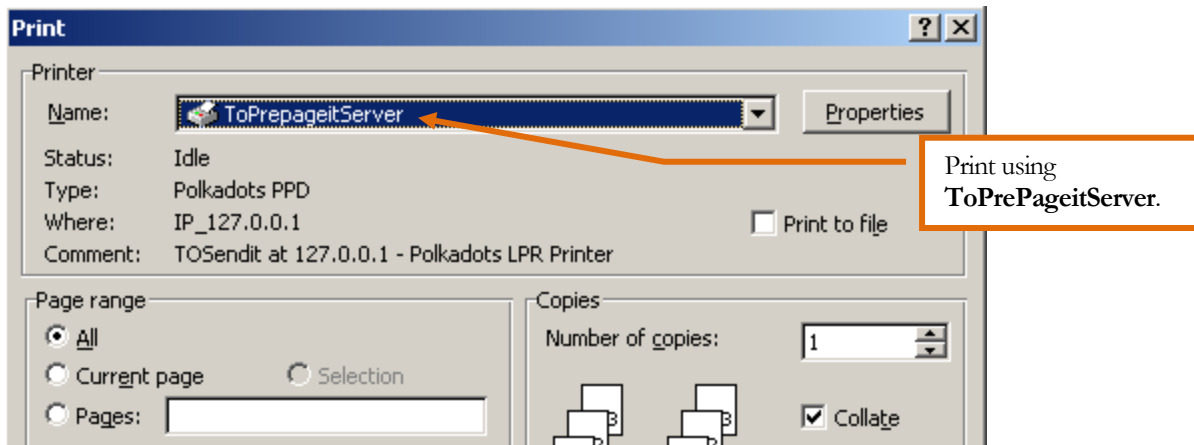 Print
Printer
Name: ToPrepageitServer Properties
Status: Idle
Type: Polkadots PPD
Where: IP_127.0.0.1 Print to file
Comment: TOSendit at 127.0.0.1 - Polkadots LPR Printer
Print using
ToPrePageitServer.
Page range
All
Current page Selection
Pages:
Copies
Number of copies: 1
3 3
Collate